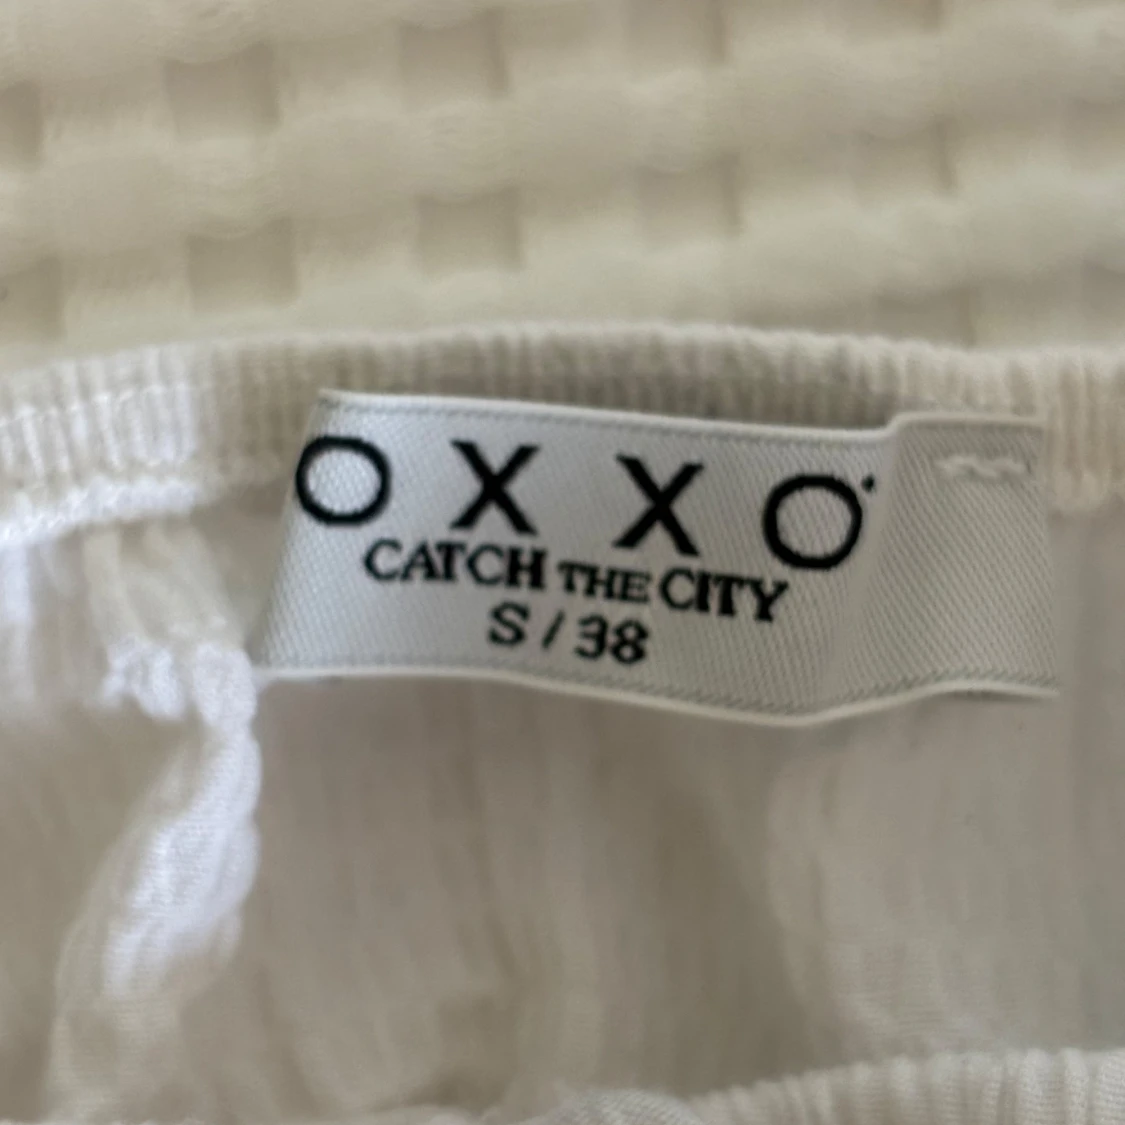 OXXO
CATCH THE CITY
S / 38